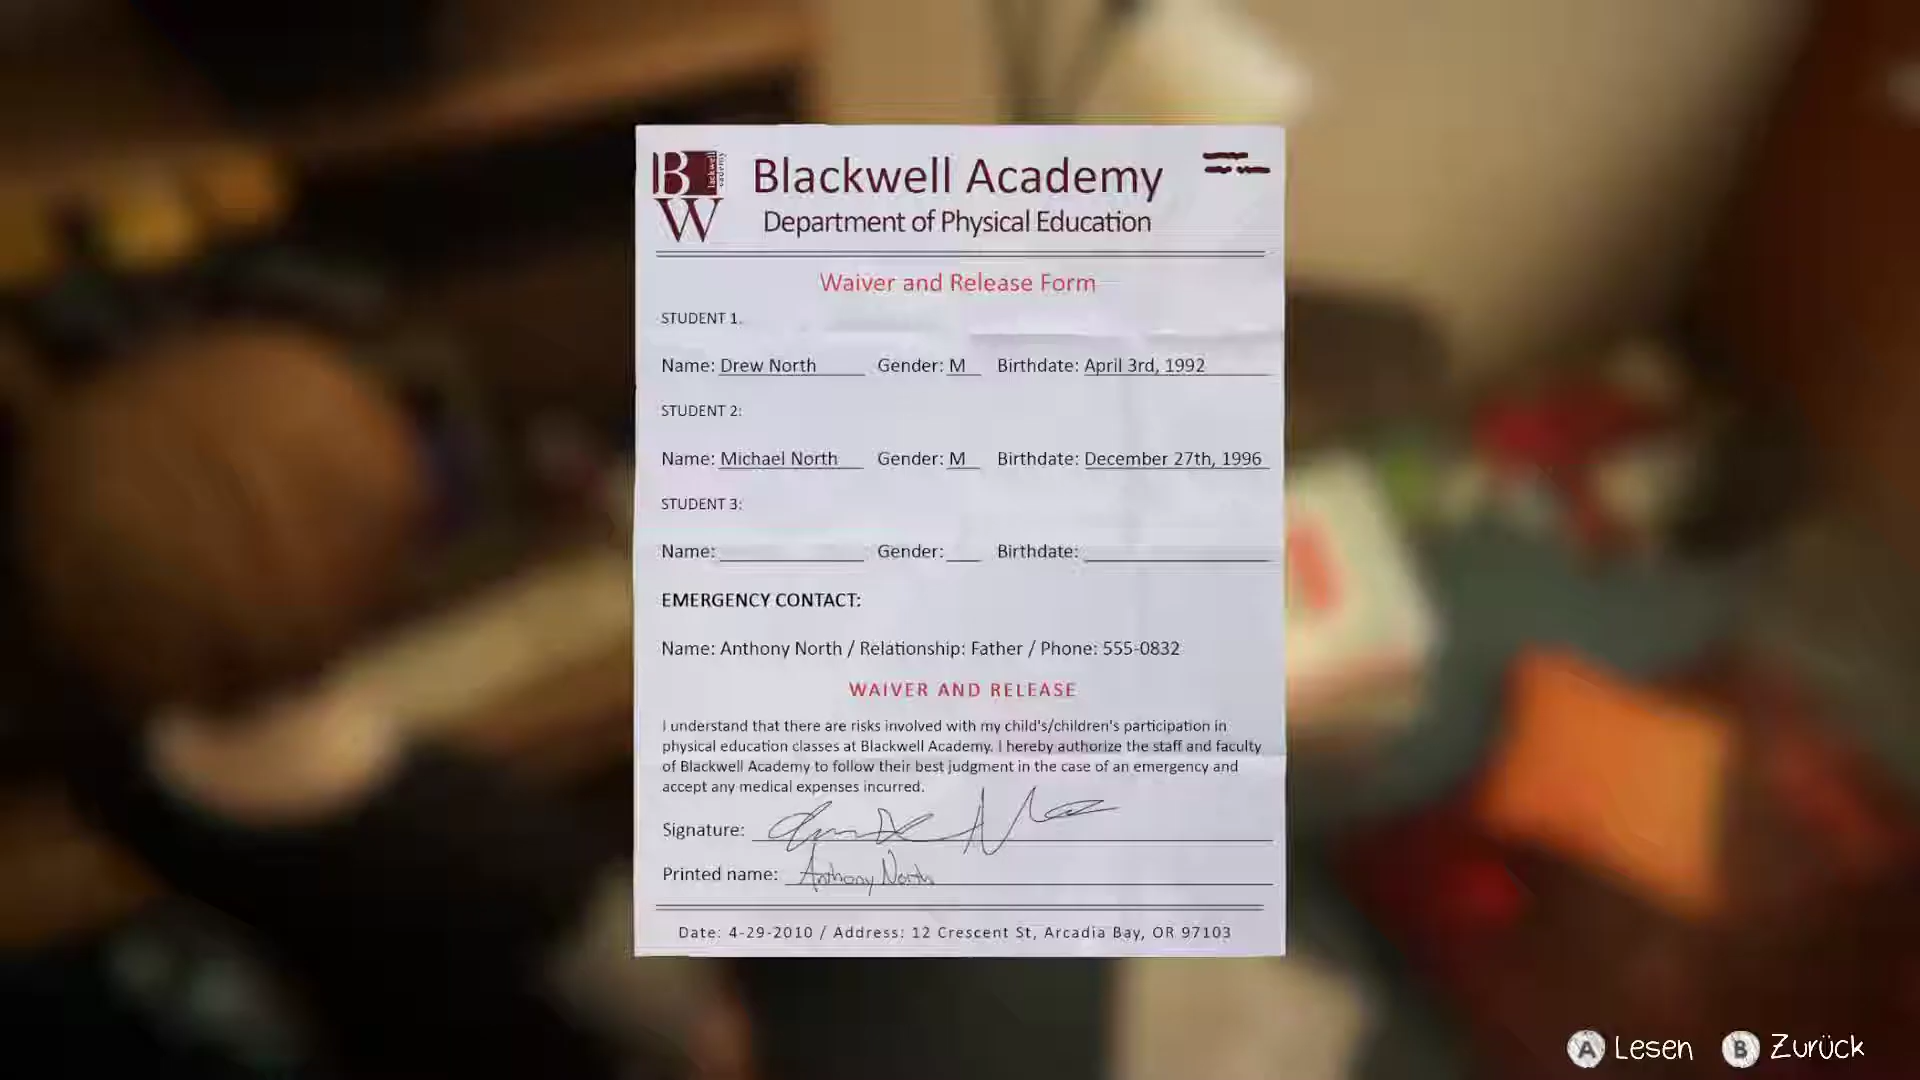 B lackwell cademy
W
Blackwell Academy
Department of Physical Education
Waiver and Release Form
STUDENT 1.
Name: Drew North Gender: M Birthdate: April 3rd, 1992
STUDENT 2:
Name: Michael North Gender: M Birthdate: December 27th, 1996
STUDENT 3:
Name: Gender: Birthdate:
EMERGENCY CONTACT:
Name: Anthony North / Relationship: Father / Phone: 555-0832
WAIVER AND RELEASE
I understand that there are risks involved with my child's/children's participation in
physical education classes at Blackwell Academy. I hereby authorize the staff and faculty
of Blackwell Academy to follow their best judgment in the case of an emergency and
accept any medical expenses incurred.
Signature:
Printed name: Anthony North
Date: 4-29-2010 / Address: 12 Crescent St, Arcadia Bay, OR 97103
A Lesen B Zurück